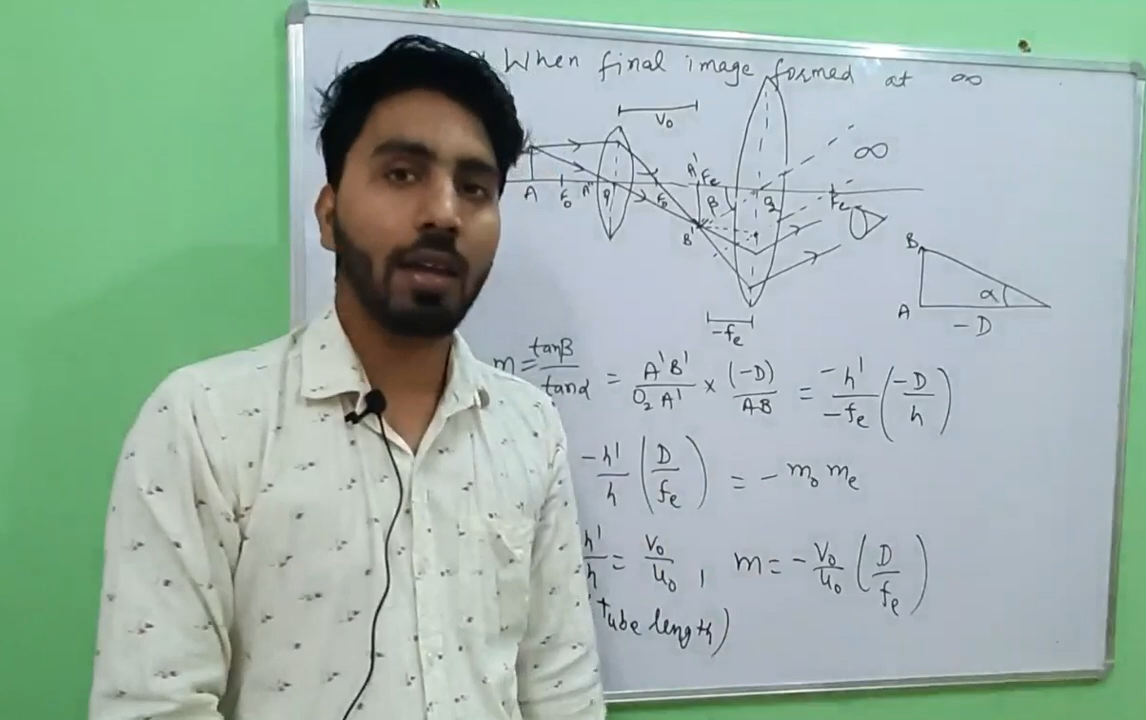 When final image formed at ∞
V₀
∞
A F₀ A" F₀ A' Fₑ β Fₑ
B'
B
α
A
-D
-fₑ
m = tanβ/tanα = A'B'/O₂A' × (-D)/AB = -h'/-fₑ (-D/h)
-h'/h (D/fₑ) = - m₀ mₑ
h'/h = V₀/u₀, m = - V₀/u₀ (D/fₑ)
tube length)